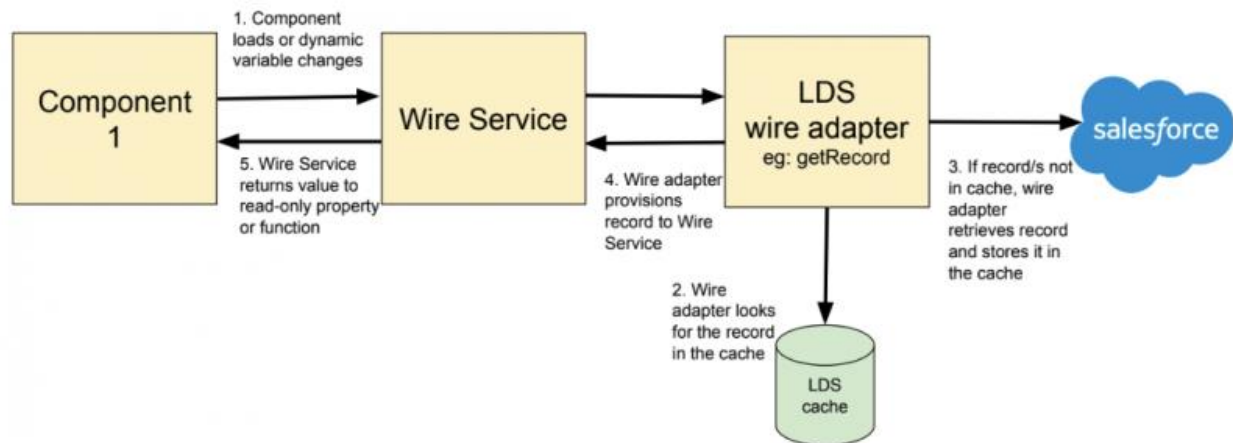 1. Component
loads or dynamic
variable changes
Component
1
Wire Service
LDS
wire adapter
eg: getRecord
salesforce
5. Wire Service
returns value to
read-only property
or function
4. Wire adapter
provisions
record to Wire
Service
3. If record/s not
in cache, wire
adapter
retrieves record
and stores it in
the cache
2. Wire
adapter looks
for the record
in the cache
LDS
cache